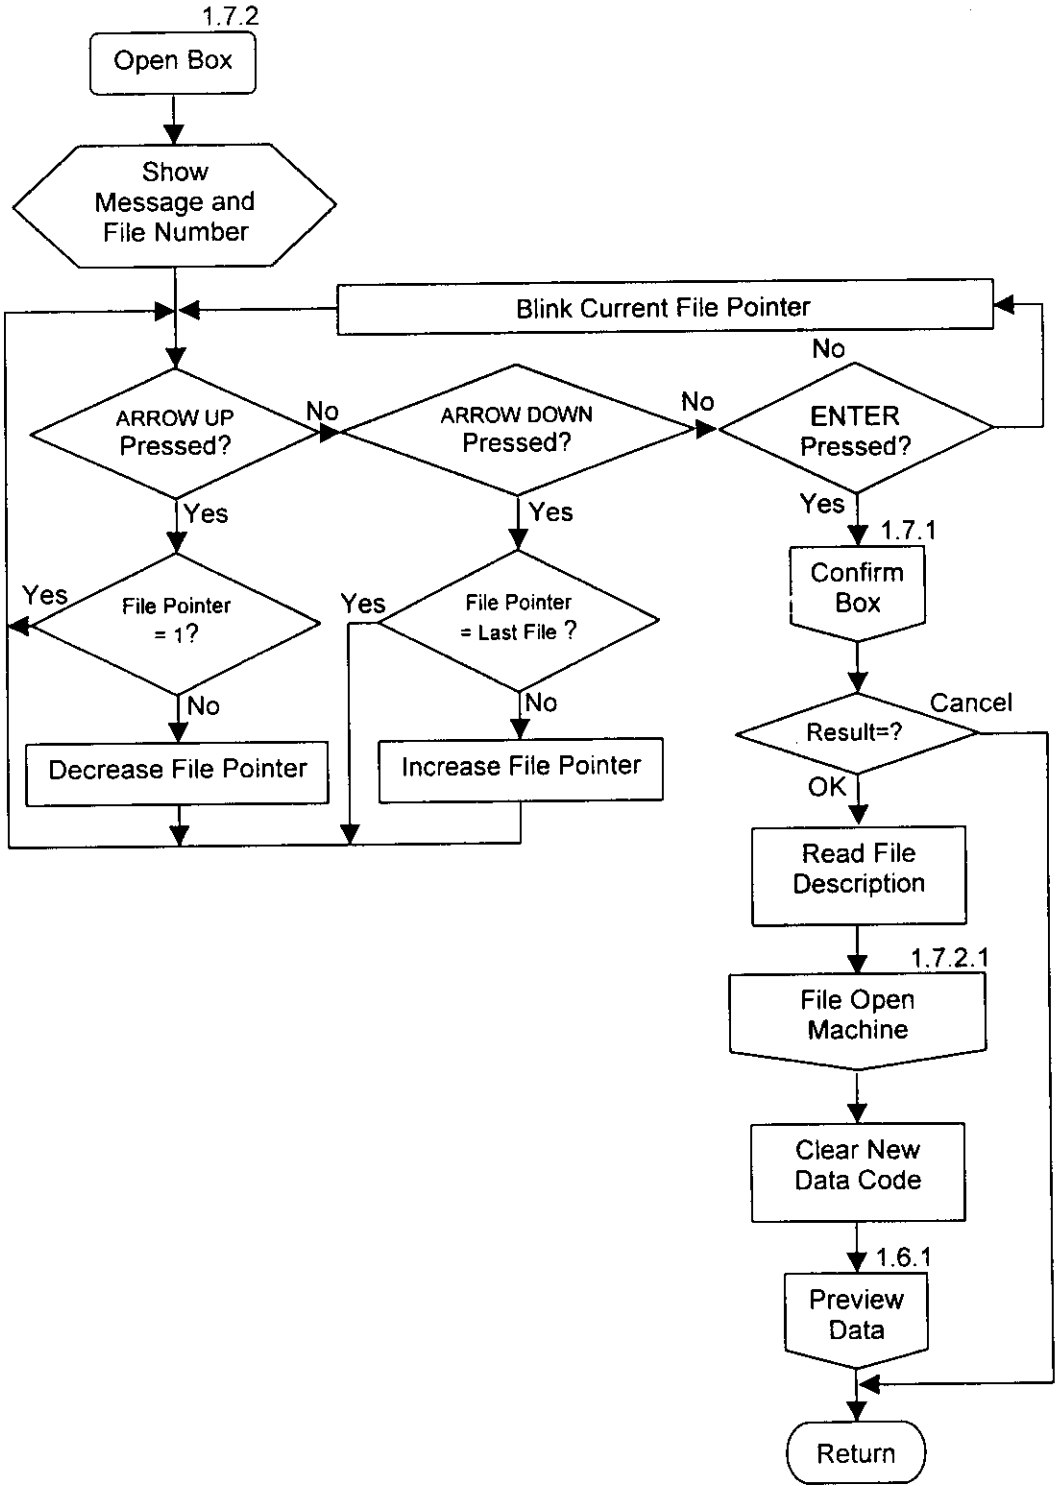 1.7.2
Open Box
Show
Message and
File Number
Blink Current File Pointer
No
ARROW UP
Pressed?
No
ARROW DOWN
Pressed?
No
ENTER
Pressed?
Yes
Yes
Yes
1.7.1
Confirm
Box
Yes
File Pointer
= 1?
Yes
File Pointer
= Last File ?
No
No
Cancel
Result=?
OK
Decrease File Pointer
Increase File Pointer
Read File
Description
1.7.2.1
File Open
Machine
Clear New
Data Code
1.6.1
Preview
Data
Return